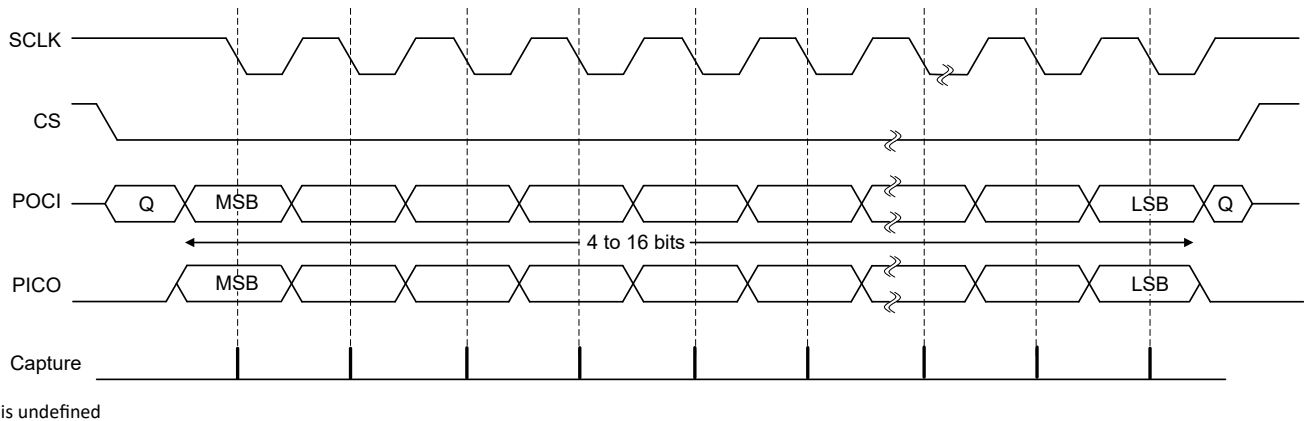 SCLK
CS
POCI Q MSB LSB Q
4 to 16 bits
PICO MSB LSB
Capture
is undefined